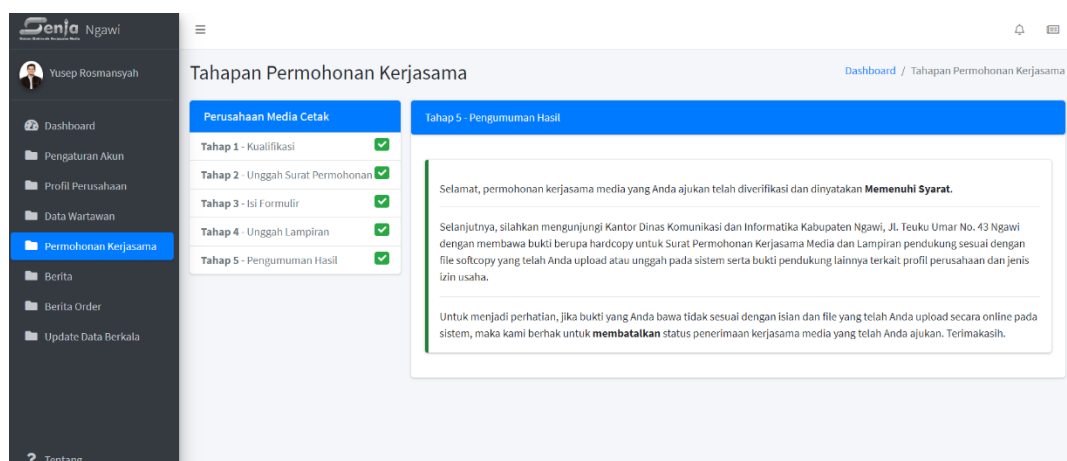 Senja Ngawi
Yusep Rosmansyah
Dashboard
Pengaturan Akun
Profil Perusahaan
Data Wartawan
Permohonan Kerjasama
Berita
Berita Order
Update Data Berkala
? Tentang
Tahapan Permohonan Kerjasama
Dashboard / Tahapan Permohonan Kerjasama
Perusahaan Media Cetak
Tahap 1 - Kualifikasi
Tahap 2 - Unggah Surat Permohonan
Tahap 3 - Isi Formulir
Tahap 4 - Unggah Lampiran
Tahap 5 - Pengumuman Hasil
Tahap 5 - Pengumuman Hasil
Selamat, permohonan kerjasama media yang Anda ajukan telah diverifikasi dan dinyatakan Memenuhi Syarat.
Selanjutnya, silahkan mengunjungi Kantor Dinas Komunikasi dan Informatika Kabupaten Ngawi, Jl. Teuku Umar No. 43 Ngawi
dengan membawa bukti berupa hardcopy untuk Surat Permohonan Kerjasama Media dan Lampiran pendukung sesuai dengan
file softcopy yang telah Anda upload atau unggah pada sistem serta bukti pendukung lainnya terkait profil perusahaan dan jenis
izin usaha.
Untuk menjadi perhatian, jika bukti yang Anda bawa tidak sesuai dengan isian dan file yang telah Anda upload secara online pada
sistem, maka kami berhak untuk membatalkan status penerimaan kerjasama media yang telah Anda ajukan. Terimakasih.